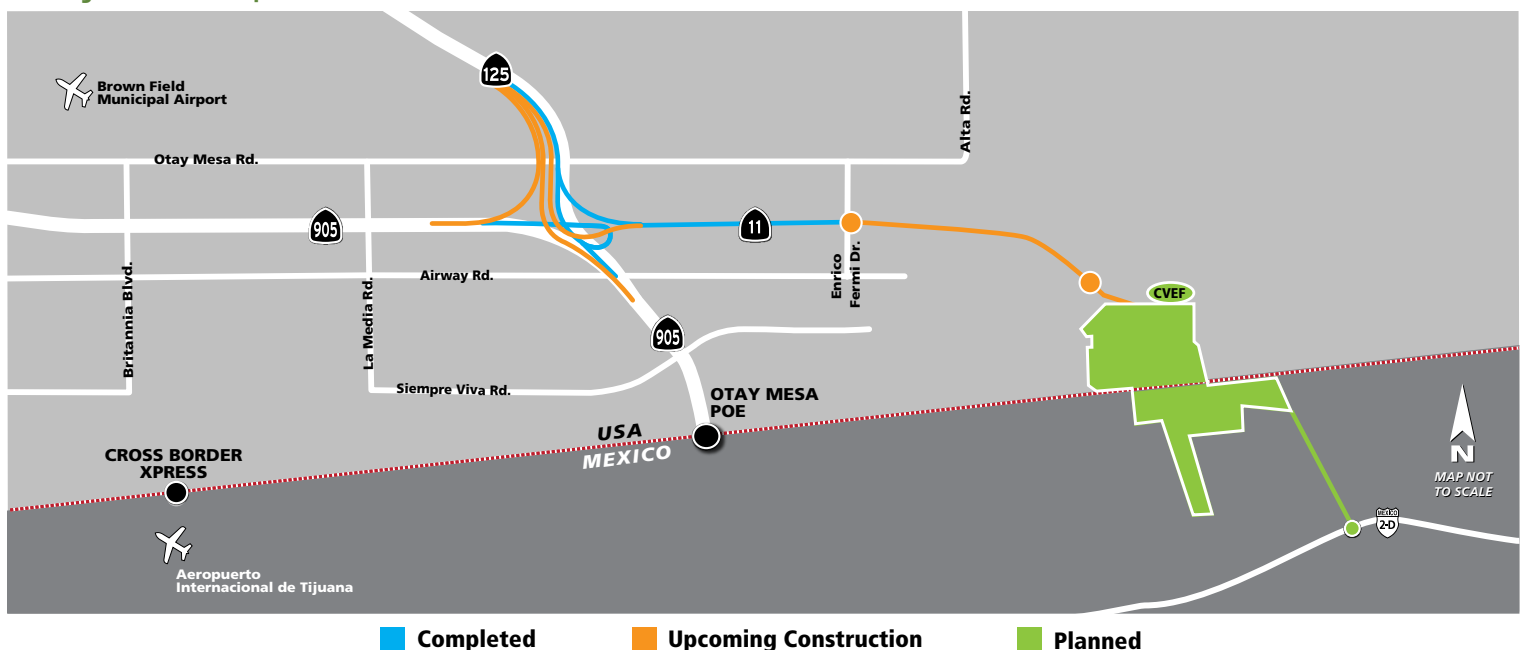 125
Brown Field
Municipal Airport
Alta Rd.
Otay Mesa Rd.
905
11
Britannia Blvd.
La Media Rd.
Airway Rd.
Enrico
Fermi Dr.
CVEF
905
Siempre Viva Rd.
OTAY MESA
POE
USA
MEXICO
CROSS BORDER
XPRESS
N
MAP NOT
TO SCALE
MEXICO
2-D
Aeropuerto
Internacional de Tijuana
Completed
Upcoming Construction
Planned